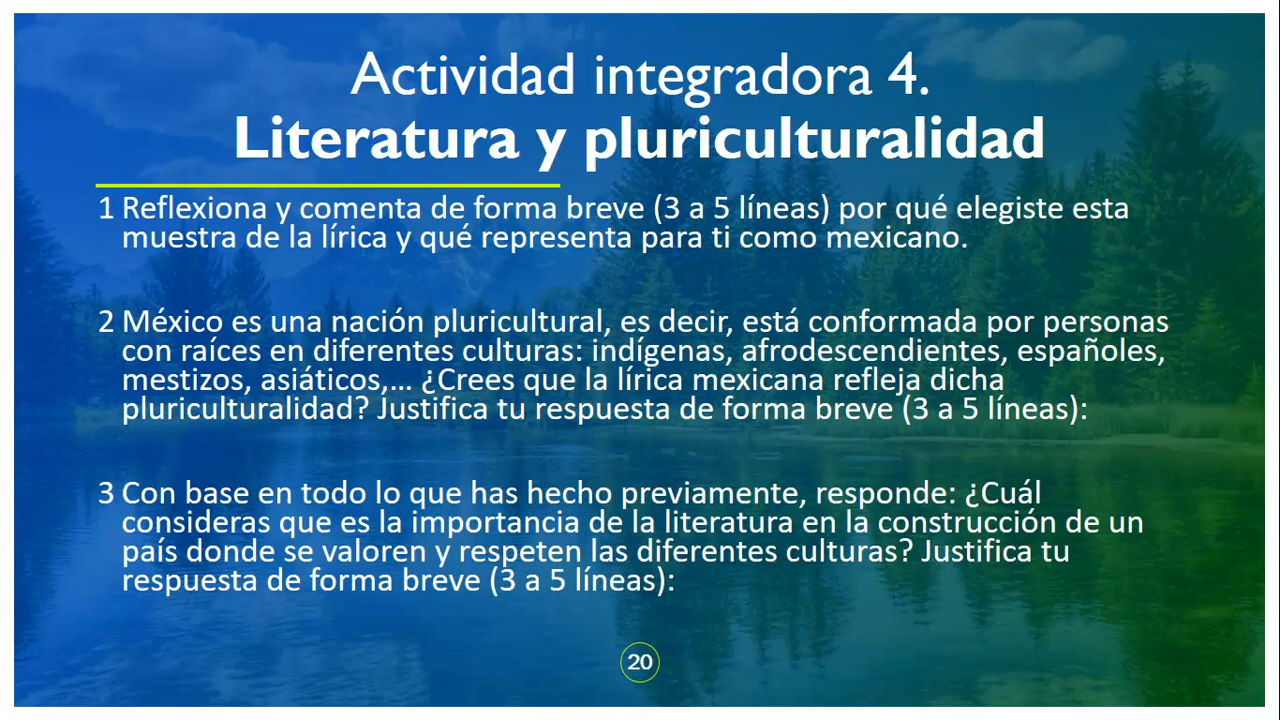 Actividad integradora 4.
Literatura y pluriculturalidad
1 Reflexiona y comenta de forma breve (3 a 5 líneas) por qué elegiste esta
muestra de la lírica y qué representa para ti como mexicano.
2 México es una nación pluricultural, es decir, está conformada por personas
con raíces en diferentes culturas: indígenas, afrodescendientes, españoles,
mestizos, asiáticos,... ¿Crees que la lírica mexicana refleja dicha
pluriculturalidad? Justifica tu respuesta de forma breve (3 a 5 líneas):
3 Con base en todo lo que has hecho previamente, responde: ¿Cuál
consideras que es la importancia de la literatura en la construcción de un
país donde se valoren y respeten las diferentes culturas? Justifica tu
respuesta de forma breve (3 a 5 líneas):
20